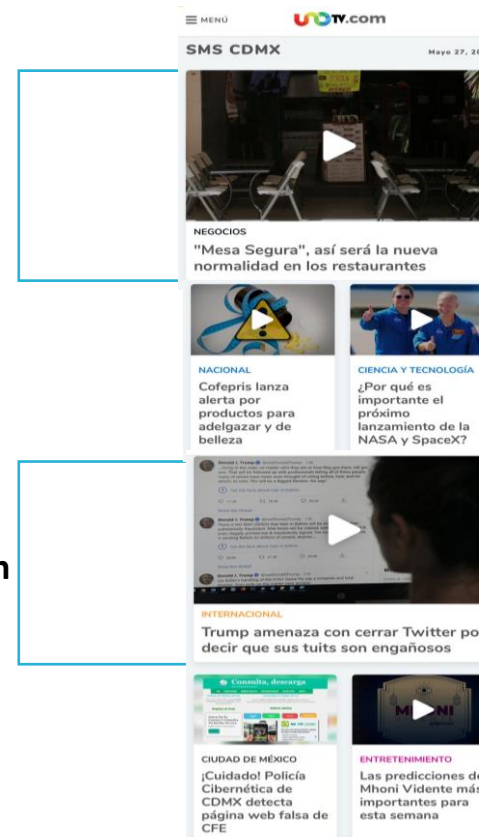 MENÚ
UNOTV.com
SMS CDMX
Mayo 27, 20
NEGOCIOS
"Mesa Segura", así será la nueva
normalidad en los restaurantes
NACIONAL
Cofepris lanza
alerta por
productos para
adelgazar y de
belleza
CIENCIA Y TECNOLOGÍA
¿Por qué es
importante el
próximo
lanzamiento de la
NASA y SpaceX?
Donald J. Trump
n
INTERNACIONAL
Trump amenaza con cerrar Twitter po
decir que sus tuits son engañosos
Consulta, descarga
MHONI
CIUDAD DE MÉXICO
¡Cuidado! Policía
Cibernética de
CDMX detecta
página web falsa de
CFE
ENTRETENIMIENTO
Las predicciones de
Mhoni Vidente más
importantes para
esta semana